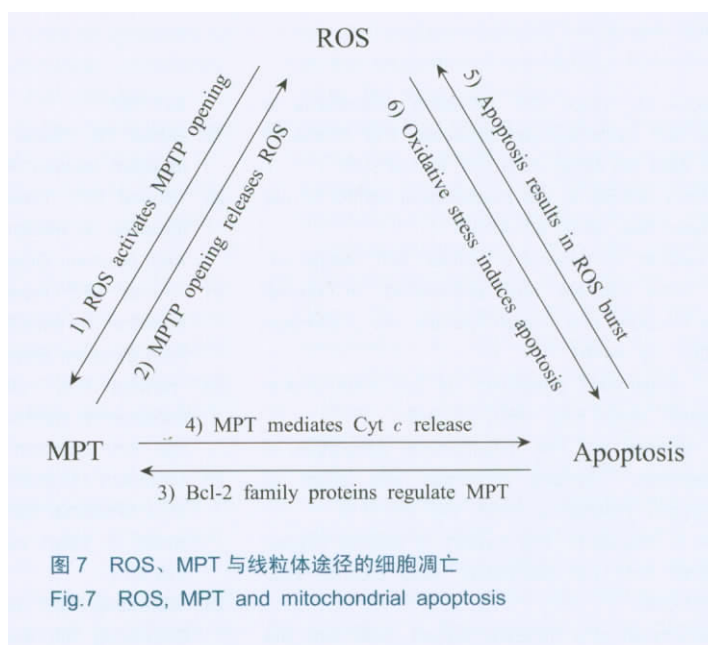 ROS
1) ROS activates MPTP opening
2) MPTP opening releases ROS
5) Apoptosis results in ROS burst
6) Oxidative stress induces apoptosis
4) MPT mediates Cyt c release
MPT
Apoptosis
3) Bcl-2 family proteins regulate MPT
图 7 ROS、MPT 与线粒体途径的细胞凋亡
Fig.7 ROS, MPT and mitochondrial apoptosis